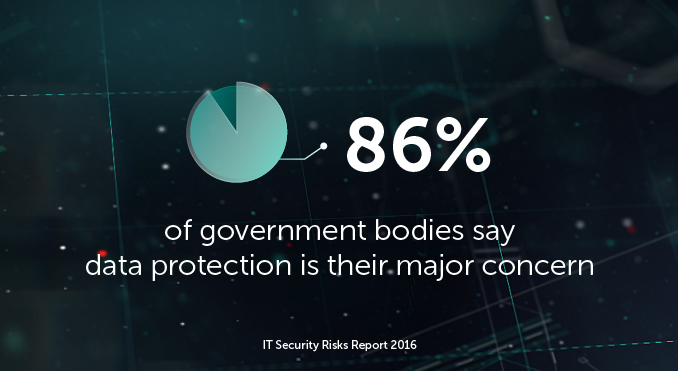 86%
of government bodies say
data protection is their major concern
IT Security Risks Report 2016